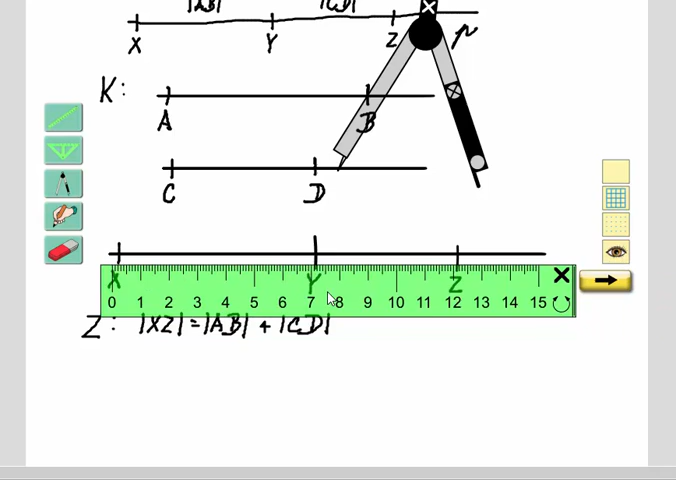 |AB| |CD|
X Y Z p
K:
A B
C D
X Y Z
0 1 2 3 4 5 6 7 8 9 10 11 12 13 14 15
Z: |XZ| = |AB| + |CD|